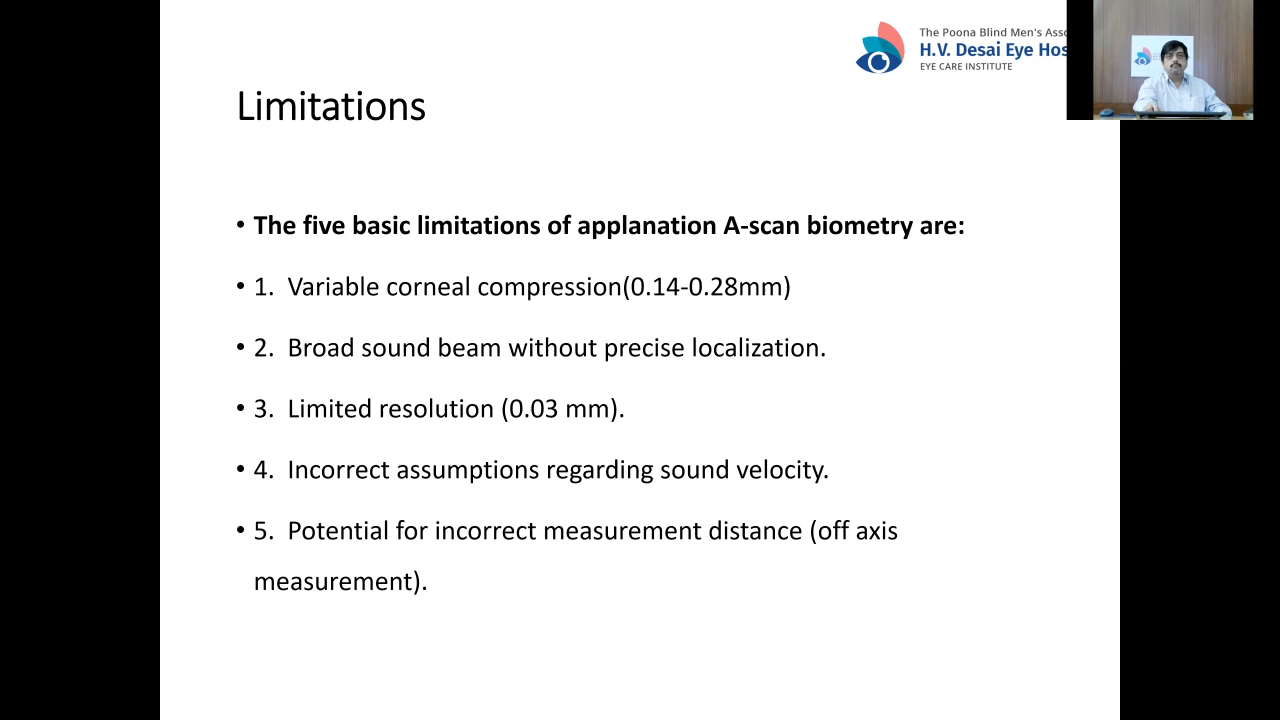 The Poona Blind Men's
H.V. Desai Eye
EYE CARE INSTITUTE
Limitations
• The five basic limitations of applanation A-scan biometry are:
• 1. Variable corneal compression(0.14-0.28mm)
• 2. Broad sound beam without precise localization.
• 3. Limited resolution (0.03 mm).
• 4. Incorrect assumptions regarding sound velocity.
• 5. Potential for incorrect measurement distance (off axis
measurement).